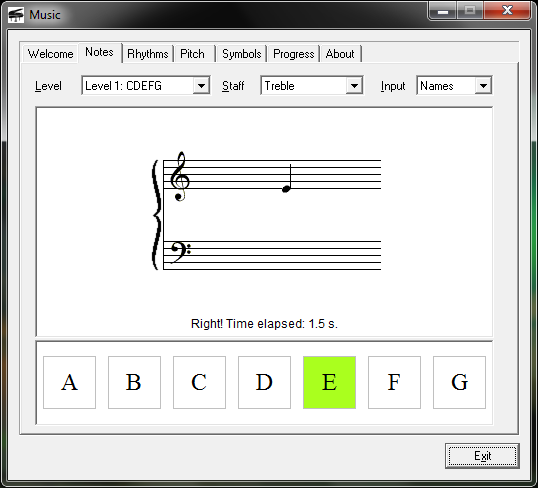 Music
Welcome Notes Rhythms Pitch Symbols Progress About
Level Level 1: CDEFG Staff Treble Input Names
Right! Time elapsed: 1.5 s.
A B C D E F G
Exit